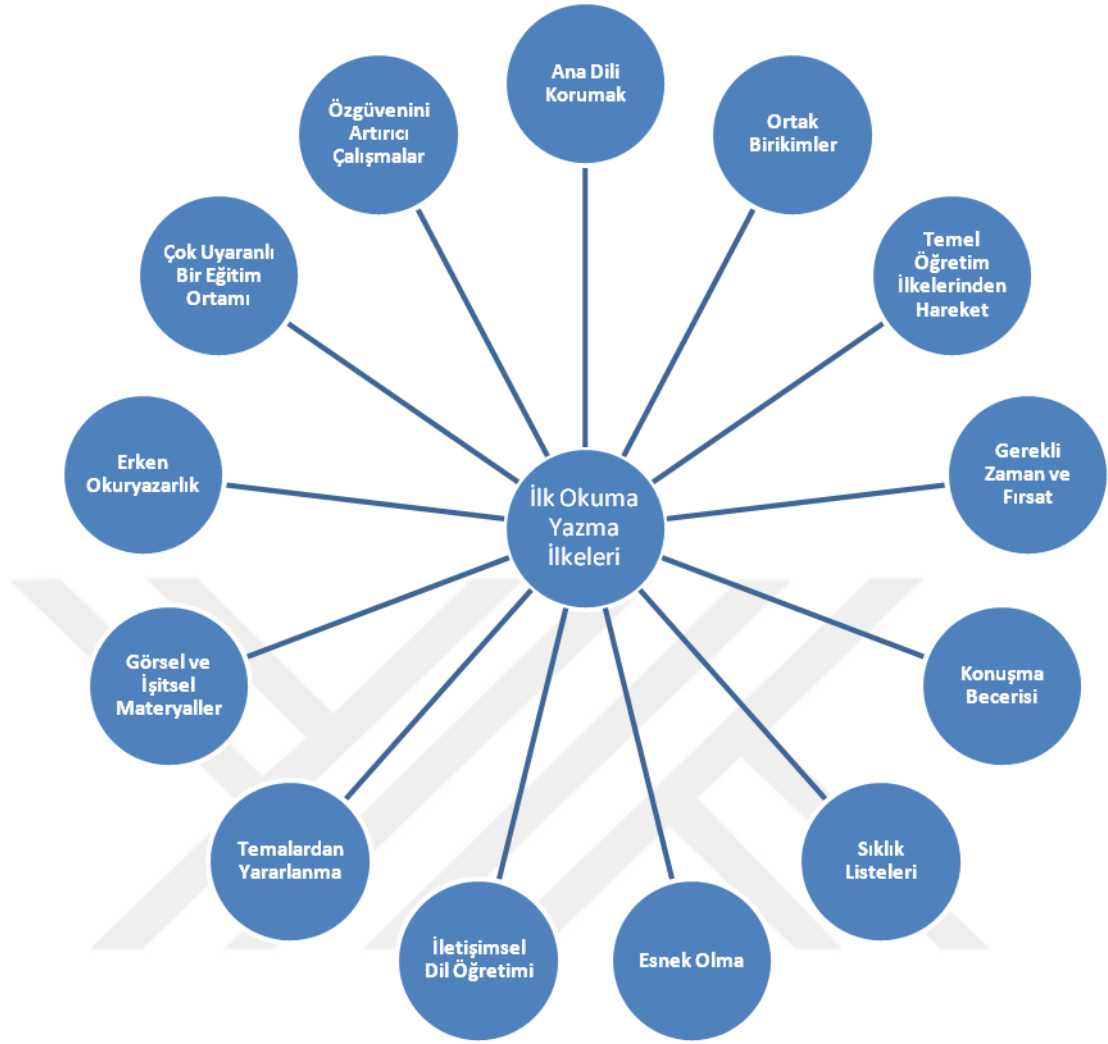 Ana Dili
Korumak
Ortak
Birikimler
Temel
Öğretim
İlkelerinden
Hareket
Gerekli
Zaman ve
Fırsat
Konuşma
Becerisi
Sıklık
Listeleri
Esnek Olma
İletişimsel
Dil Öğretimi
Temalardan
Yararlanma
Görsel ve
İşitsel
Materyaller
Erken
Okuryazarlık
Çok Uyaranlı
Bir Eğitim
Ortamı
Özgüvenini
Artırıcı
Çalışmalar
İlk Okuma
Yazma
İlkeleri